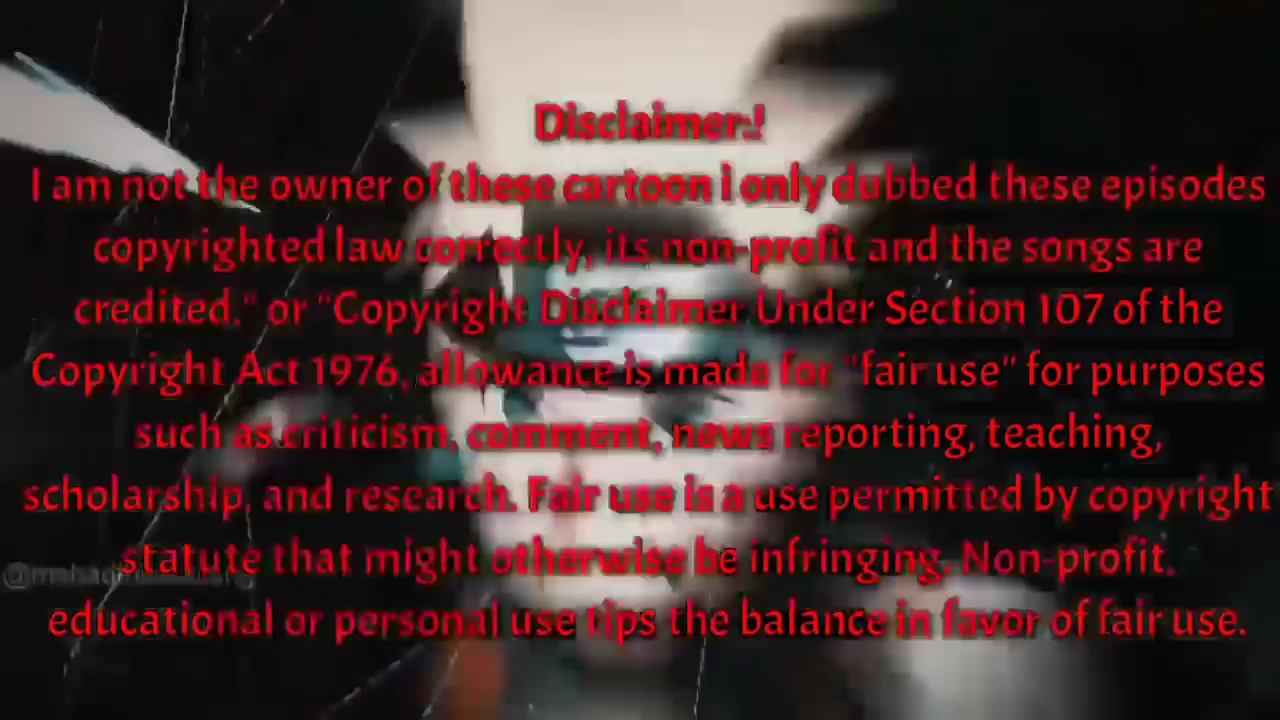 Disclaimer:!
I am not the owner of these cartoon i only dubbed these episodes
copyrighted law correctly, its non-profit and the songs are
credited." or "Copyright Disclaimer Under Section 107 of the
Copyright Act 1976, allowance is made for "fair use" for purposes
such as criticism, comment, news reporting, teaching,
scholarship, and research. Fair use is a use permitted by copyright
statute that might otherwise be infringing. Non-profit,
educational or personal use tips the balance in favor of fair use.